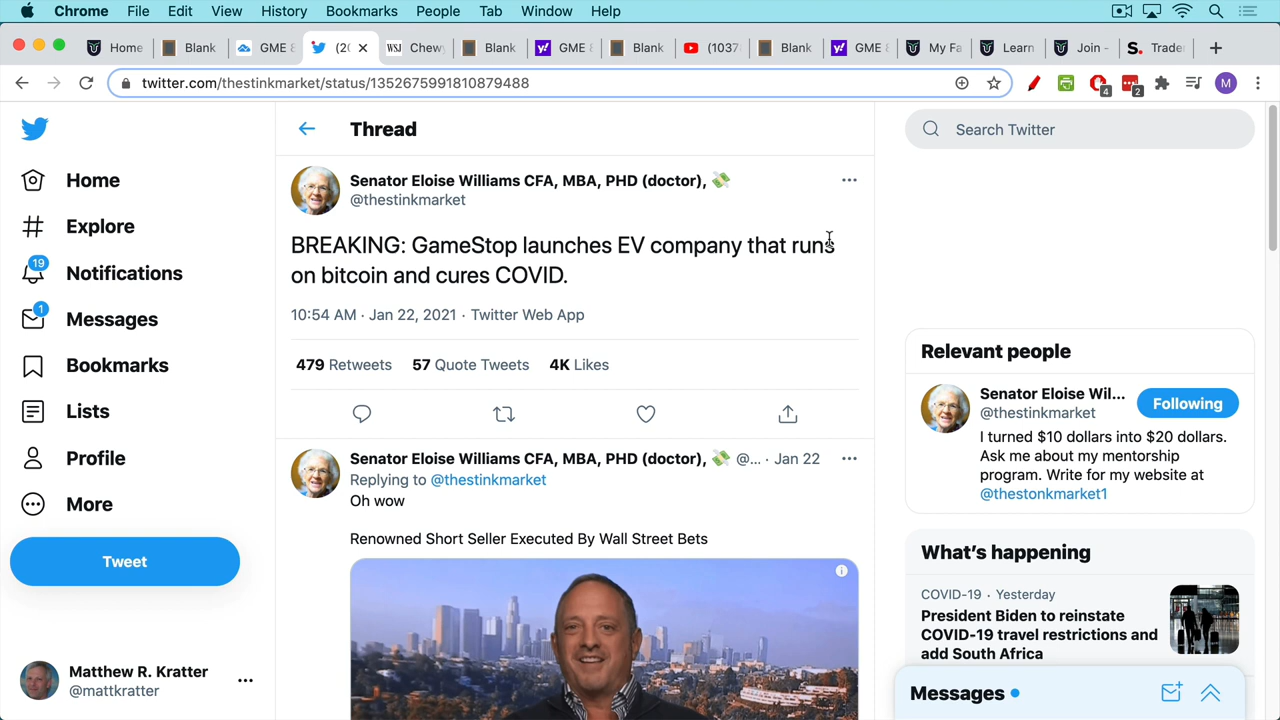 Chrome File Edit View History Bookmarks People Tab Window Help
Home Blank GME & (20 Chewy Blank GME & Blank (1037 Blank GME & My Fa Learn Join - Trade
WSJ
twitter.com/thestinkmarket/status/1352675991810879488
4
2
M
Home
Explore
19
Notifications
1
Messages
Bookmarks
Lists
Profile
More
Tweet
Matthew R. Kratter
@mattkratter
Thread
Senator Eloise Williams CFA, MBA, PHD (doctor),
@thestinkmarket
BREAKING: GameStop launches EV company that runs
on bitcoin and cures COVID.
10:54 AM · Jan 22, 2021 · Twitter Web App
479 Retweets 57 Quote Tweets 4K Likes
Senator Eloise Williams CFA, MBA, PHD (doctor), @... · Jan 22
Replying to @thestinkmarket
Oh wow
Renowned Short Seller Executed By Wall Street Bets
Search Twitter
Relevant people
Senator Eloise Wil...
@thestinkmarket
Following
I turned $10 dollars into $20 dollars.
Ask me about my mentorship
program. Write for my website at
@thestonkmarket1
What's happening
COVID-19 · Yesterday
President Biden to reinstate
COVID-19 travel restrictions and
add South Africa
Messages